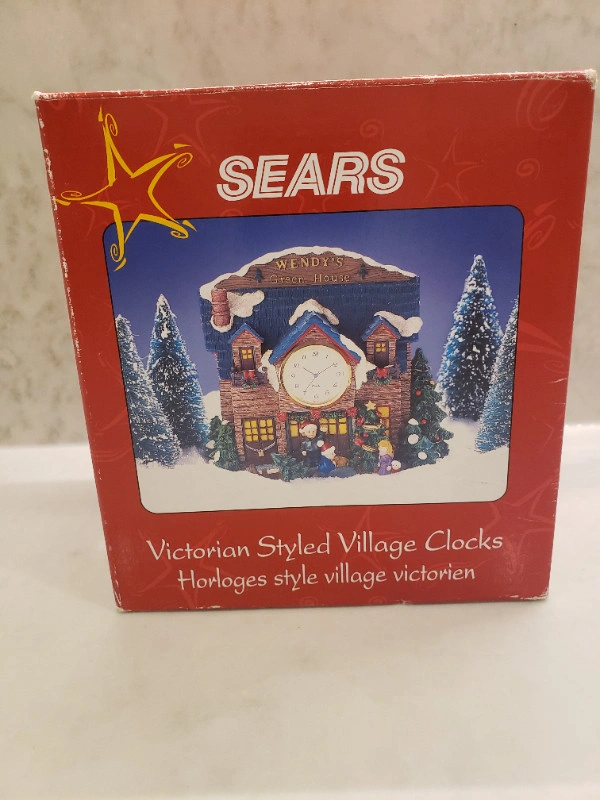 SEARS
WENDY'S
Green House
Victorian Styled Village Clocks
Horloges style village victorien